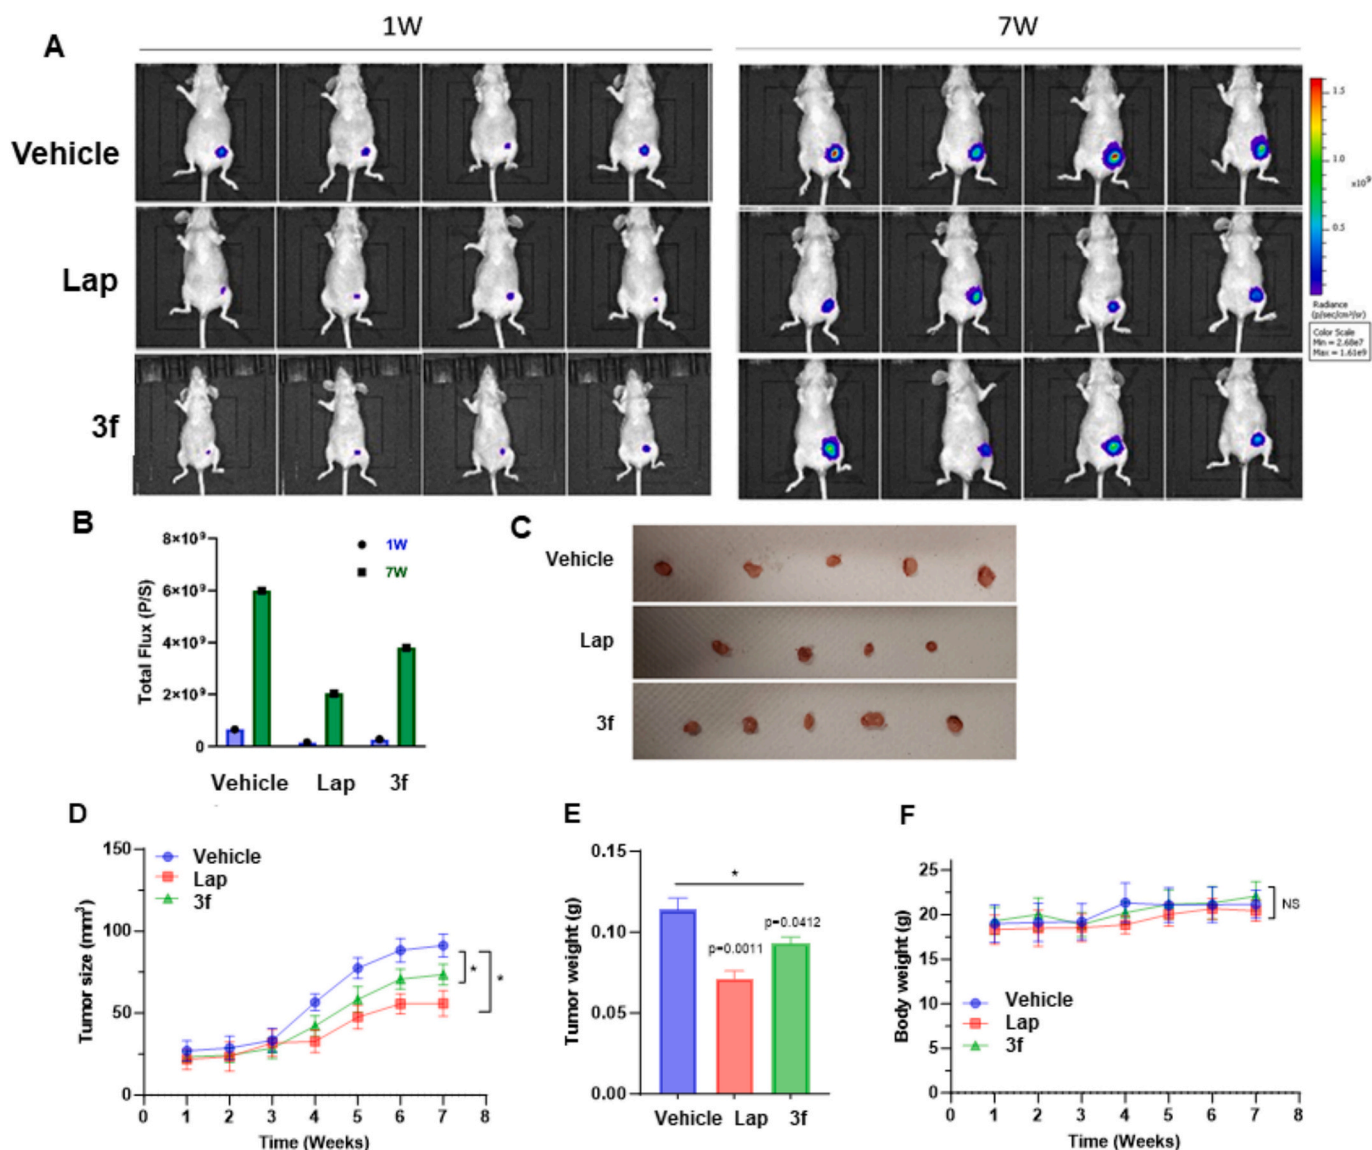 1W
7W
A
Vehicle
Lap
3f
1.5
1.0
x10⁹
0.5
Radiance
(p/sec/cm²/sr)
Color Scale
Min = 2.68e7
Max = 1.61e9
B
8×10⁹
6×10⁹
4×10⁹
2×10⁹
0
Total Flux (P/S)
1W
7W
Vehicle Lap 3f
C
Vehicle
Lap
3f
D
150
100
50
0
Tumor size (mm³)
Vehicle
Lap
3f
*
*
0 1 2 3 4 5 6 7 8
Time (Weeks)
E
0.15
0.10
0.05
0.00
Tumor weight (g)
*
p=0.0011
p=0.0412
Vehicle Lap 3f
F
25
20
15
10
5
0
Body weight (g)
NS
Vehicle
Lap
3f
0 1 2 3 4 5 6 7 8
Time (Weeks)